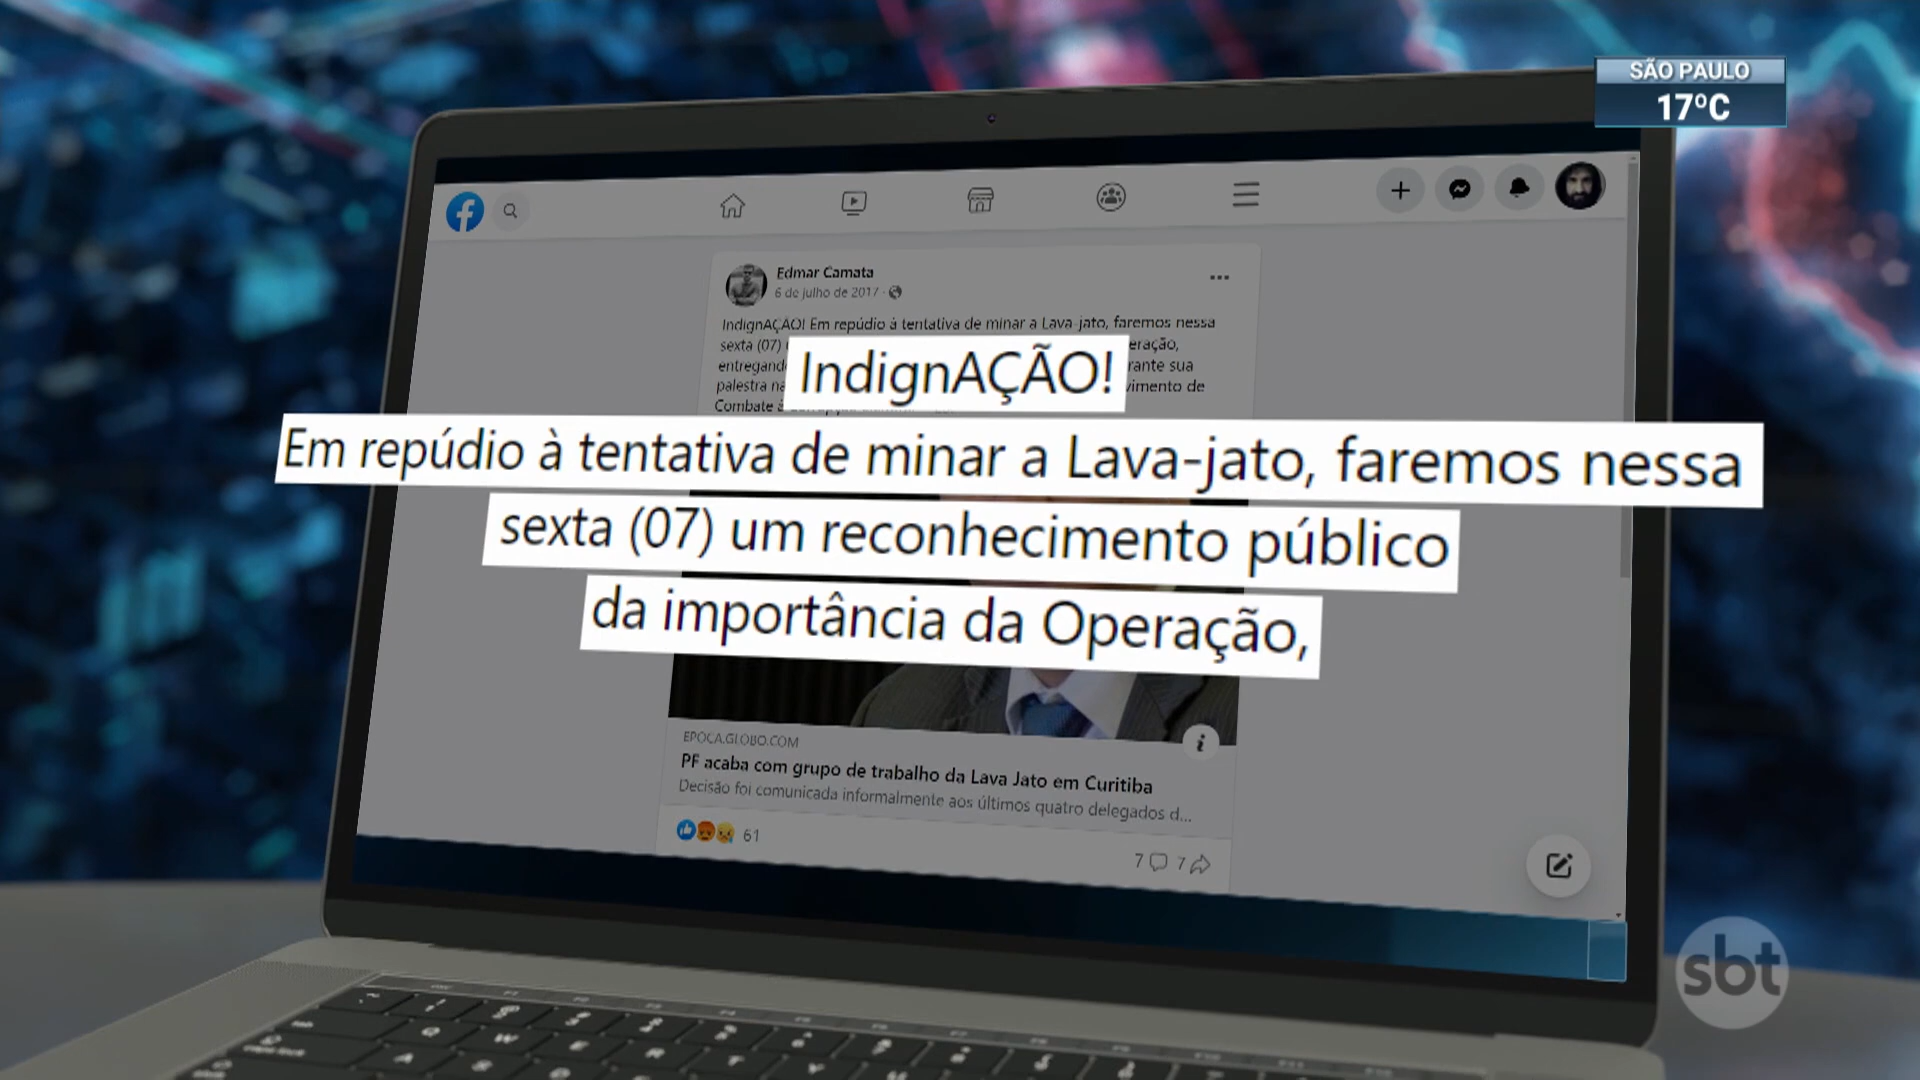 SÃO PAULO
17ºC
Edmar Camata
6 de julho de 2017
IndignAÇÃO! Em repúdio à tentativa de minar a Lava-jato, faremos nessa
sexta (07) eração,
rante sua
palestra vimento de
Combate
IndignAÇÃO!
Em repúdio à tentativa de minar a Lava-jato, faremos nessa
sexta (07) um reconhecimento público
da importância da Operação,
EPOCA.GLOBO.COM
PF acaba com grupo de trabalho da Lava Jato em Curitiba
Decisão foi comunicada informalmente aos últimos quatro delegados d...
61
7 7
sbt